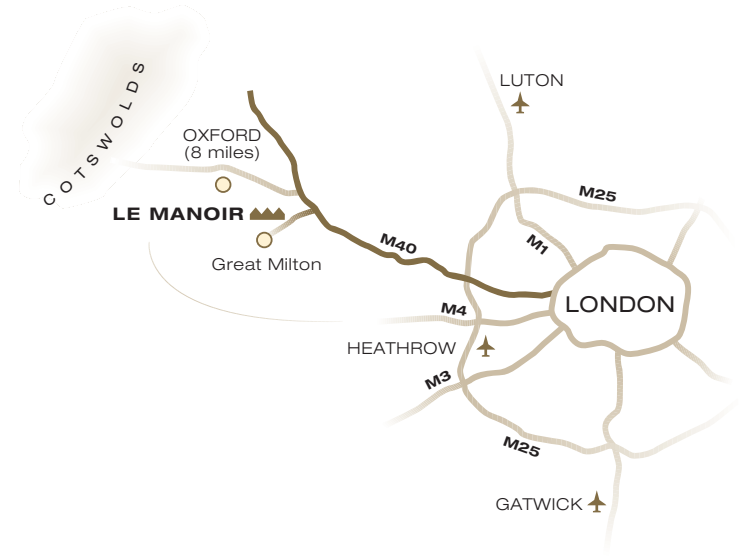 COTSWOLDS
LUTON
OXFORD
(8 miles)
M25
LE MANOIR
M40
M1
Great Milton
LONDON
M4
HEATHROW
M3
M25
GATWICK